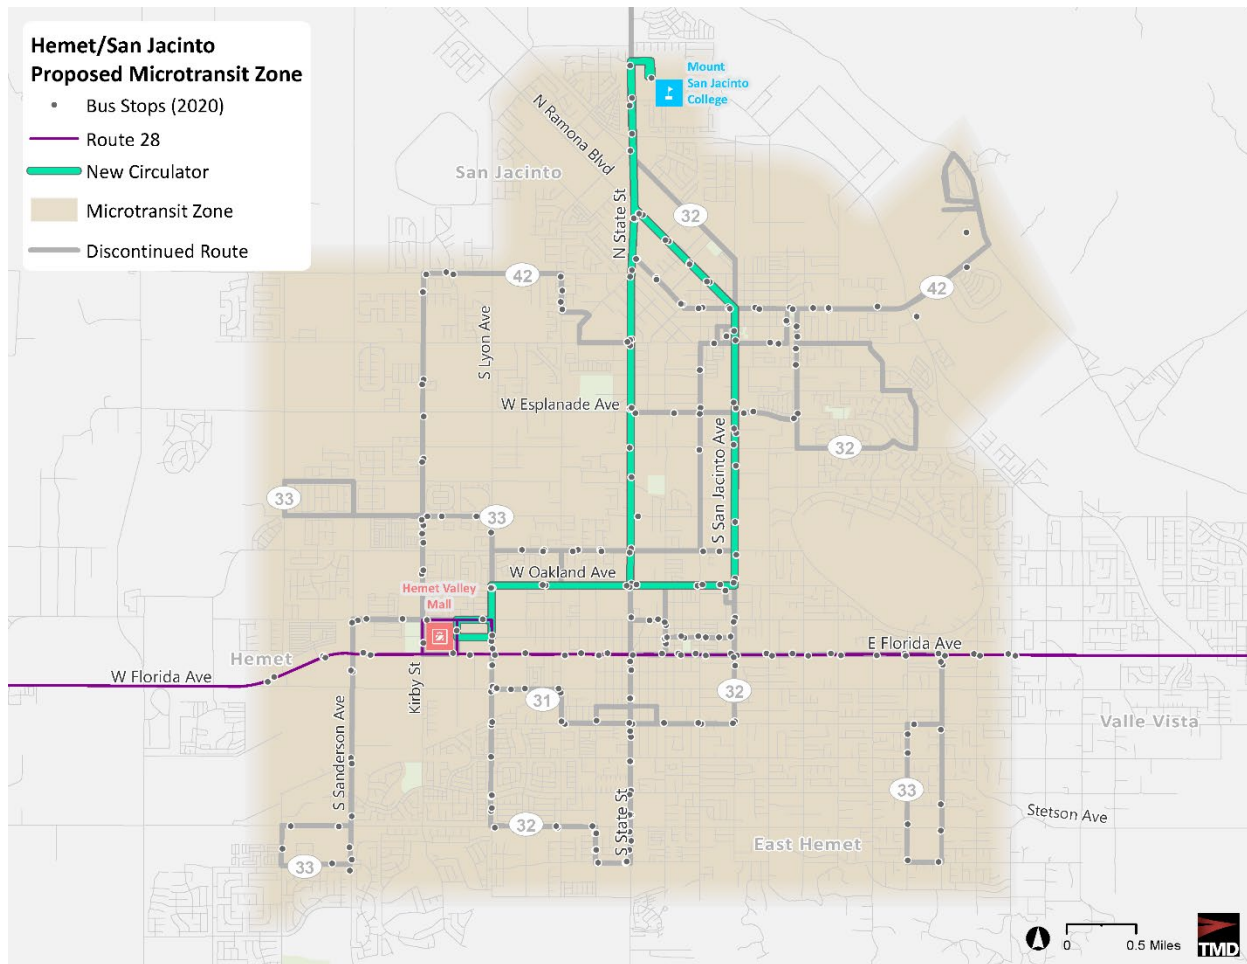 Hemet/San Jacinto
Proposed Microtransit Zone
Bus Stops (2020)
Route 28
New Circulator
Microtransit Zone
Discontinued Route
Mount
San Jacinto
College
N Ramona Blvd
San Jacinto
N State St
32
42
42
S Lyon Ave
W Esplanade Ave
S San Jacinto Ave
32
33
33
W Oakland Ave
Hemet Valley
Mall
E Florida Ave
Hemet
W Florida Ave
Kirby St
31
32
Valle Vista
S Sanderson Ave
S State St
33
Stetson Ave
32
East Hemet
33
0
0.5 Miles
TMD